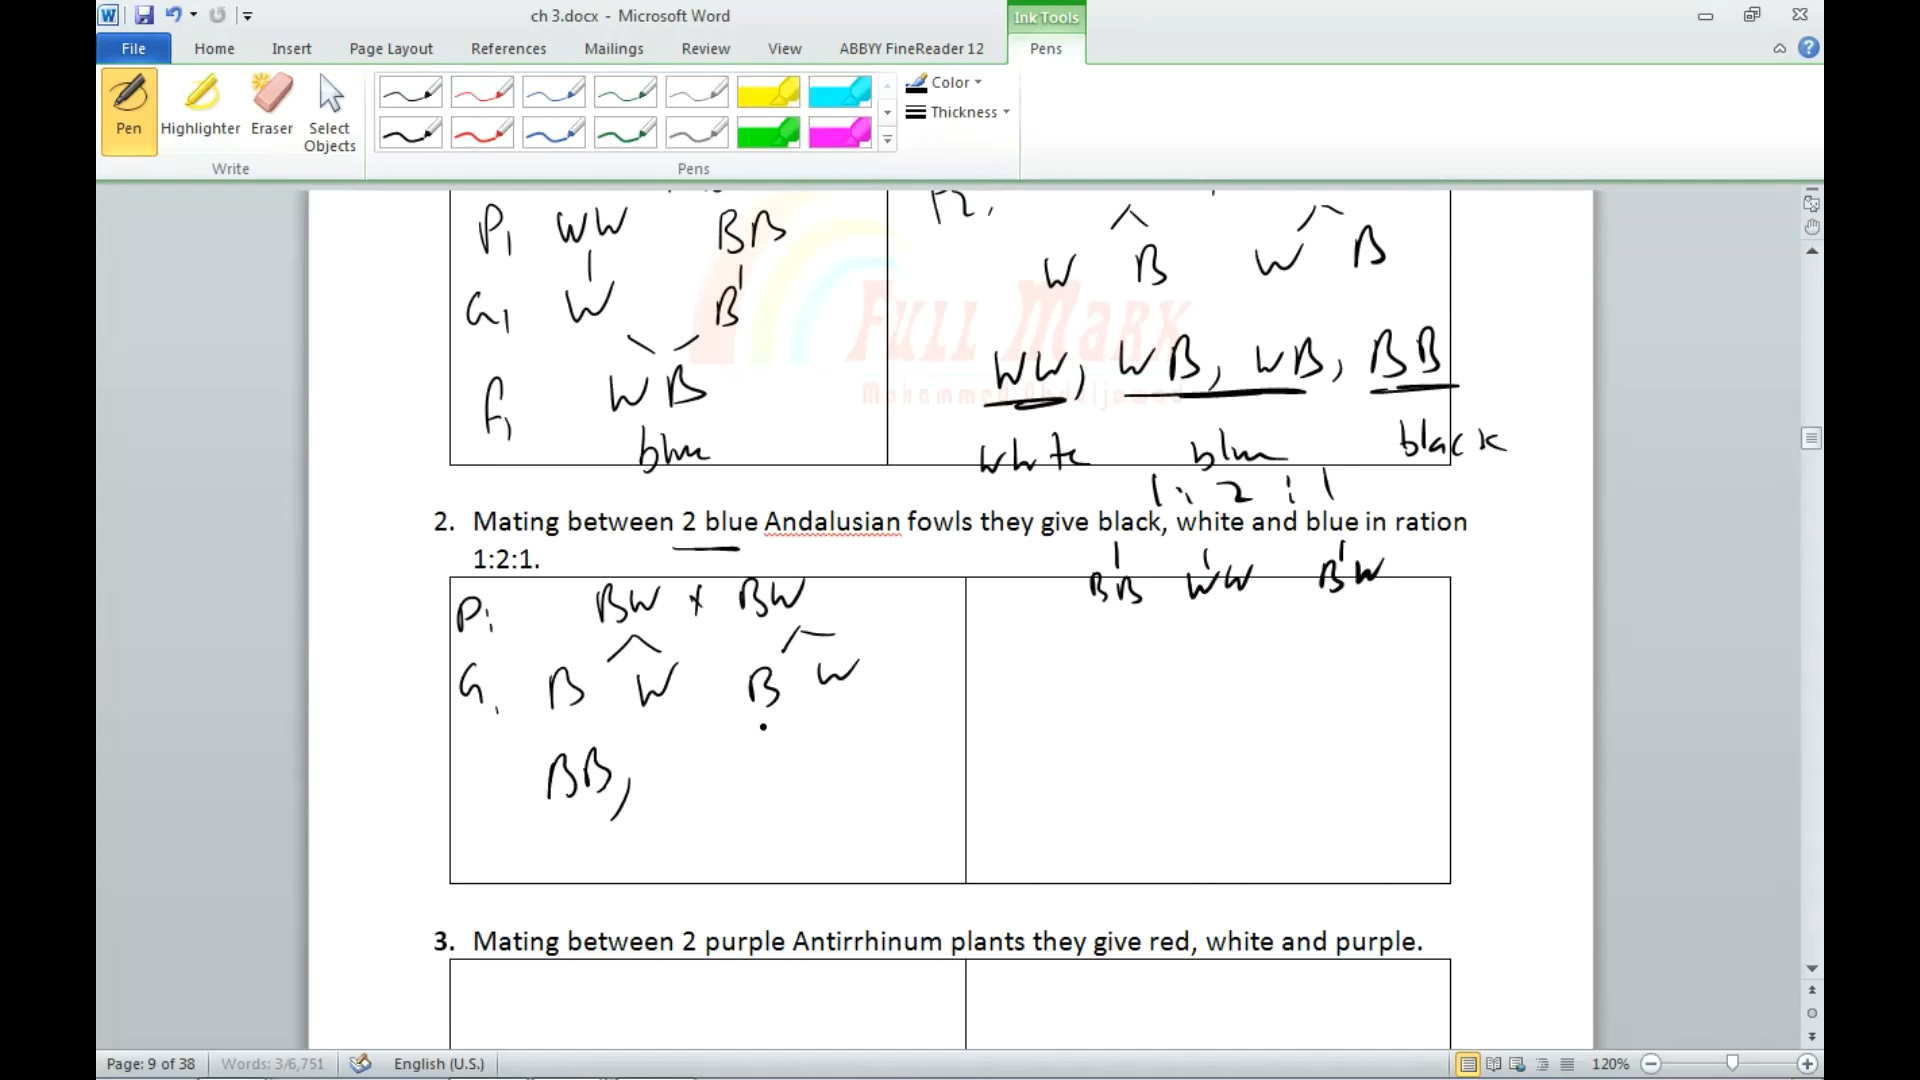 ch 3.docx - Microsoft Word
Ink Tools
File Home Insert Page Layout References Mailings Review View ABBYY FineReader 12 Pens
Color
Thickness
Pen Highlighter Eraser Select Objects
Write Pens
P1 WW BB
G1 W B
F1 WB
blue
F2,
W B W B
WW, WB, WB, BB
white blue black
1 : 2 : 1
Full Mark
Mohammed Abduljawad
2. Mating between 2 blue Andalusian fowls they give black, white and blue in ration
1:2:1.
BB WW BW
P1 BW x BW
G1 B W B W
BB,
3. Mating between 2 purple Antirrhinum plants they give red, white and purple.
Page: 9 of 38 Words: 3/6,751 English (U.S.) 120%